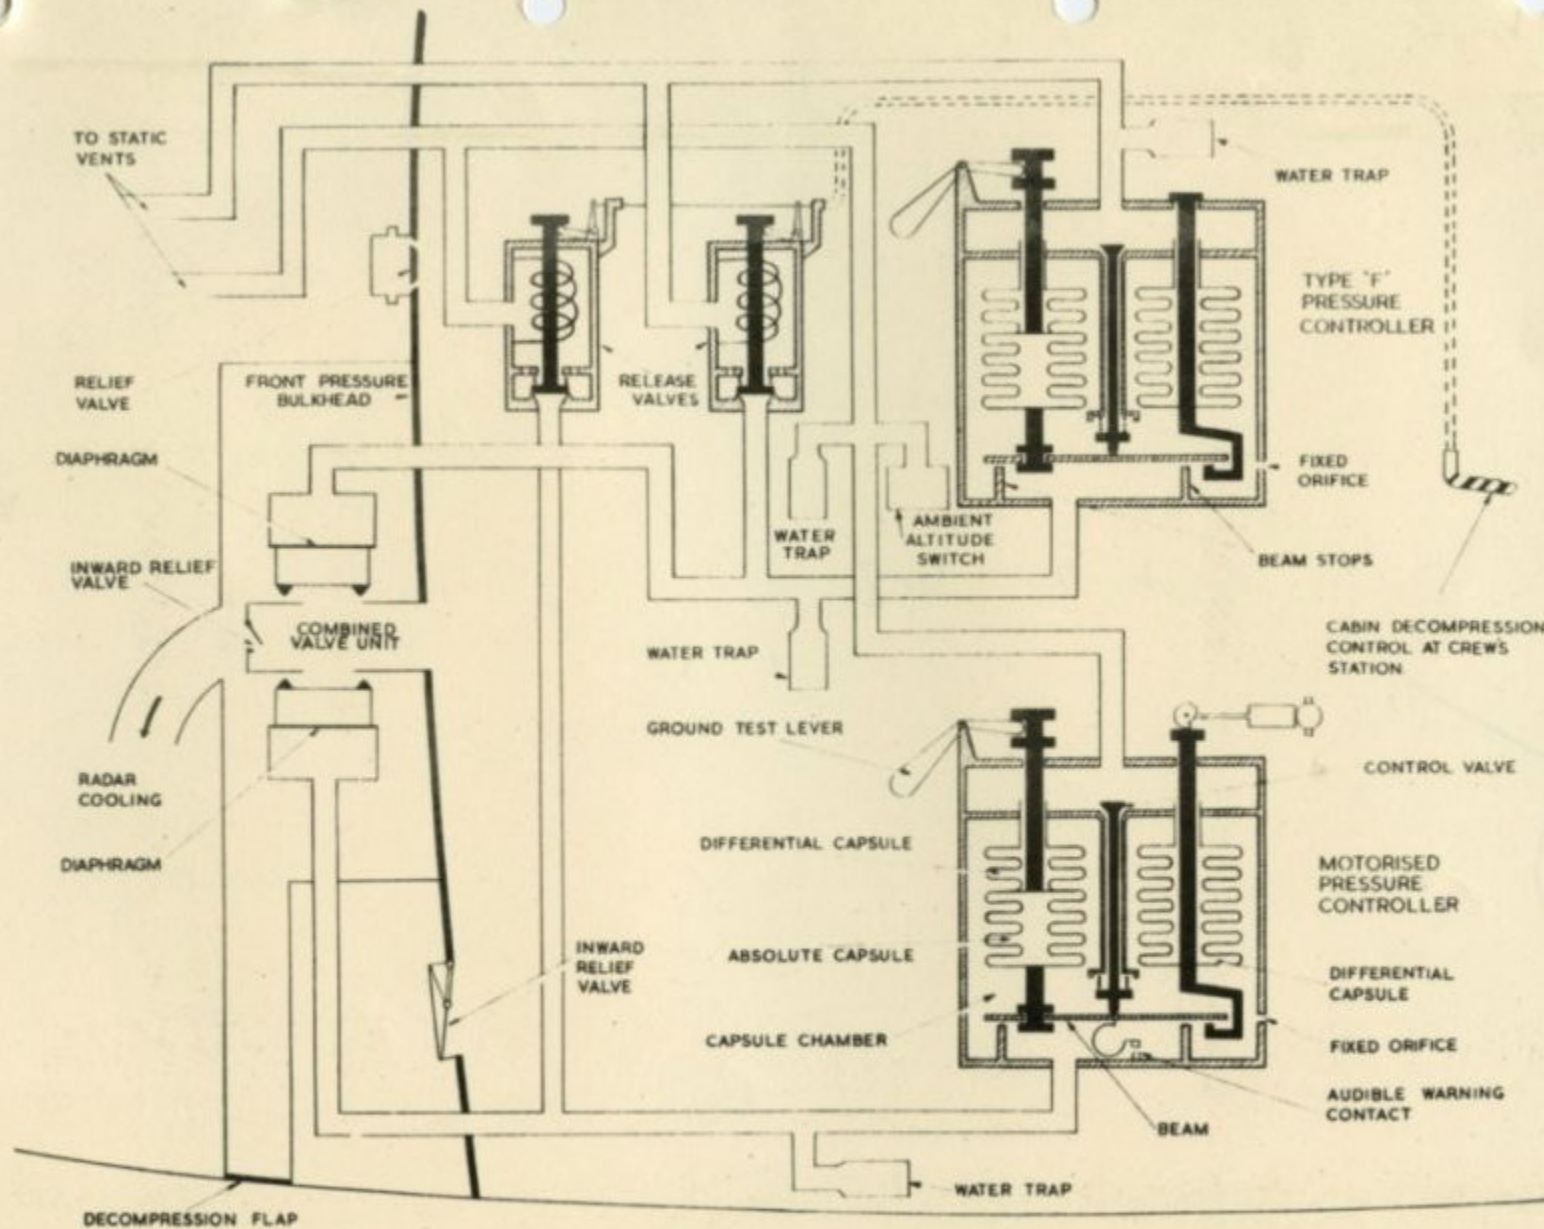 TO STATIC
VENTS
WATER TRAP
TYPE "F"
PRESSURE
CONTROLLER
RELIEF
VALVE
FRONT PRESSURE
BULKHEAD
RELEASE
VALVES
DIAPHRAGM
FIXED
ORIFICE
WATER
TRAP
AMBIENT
ALTITUDE
SWITCH
BEAM STOPS
INWARD RELIEF
VALVE
COMBINED
VALVE UNIT
WATER TRAP
CABIN DECOMPRESSION
CONTROL AT CREW'S
STATION
GROUND TEST LEVER
RADAR
COOLING
CONTROL VALVE
DIAPHRAGM
DIFFERENTIAL CAPSULE
MOTORISED
PRESSURE
CONTROLLER
INWARD
RELIEF
VALVE
ABSOLUTE CAPSULE
DIFFERENTIAL
CAPSULE
CAPSULE CHAMBER
FIXED ORIFICE
AUDIBLE WARNING
CONTACT
BEAM
WATER TRAP
DECOMPRESSION FLAP